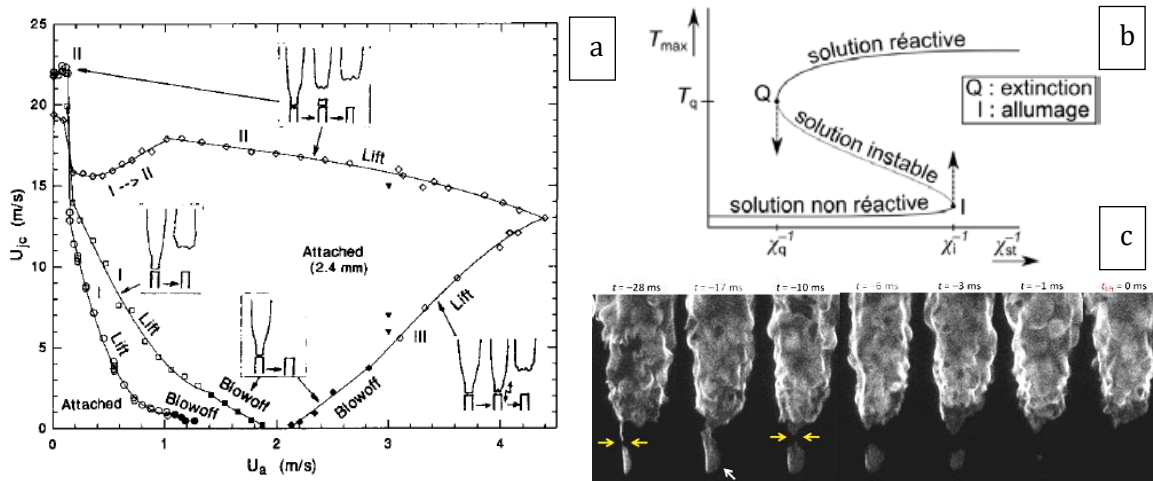 a
25
20
15
10
5
0
U_jc (m/s)
0
1
2
3
4
5
U_a (m/s)
II
II
Lift
I --> II
I
Lift
I
Lift
Attached
(2.4 mm)
III
Lift
Attached
Blowoff
Blowoff
Blowoff
b
T_max
solution réactive
T_q
Q
Q : extinction
I : allumage
solution instable
solution non réactive
I
χ_q^-1
χ_i^-1
χ_st^-1
c
t = −28 ms
t = −17 ms
t = −10 ms
t = −6 ms
t = −3 ms
t = −1 ms
= 0 ms